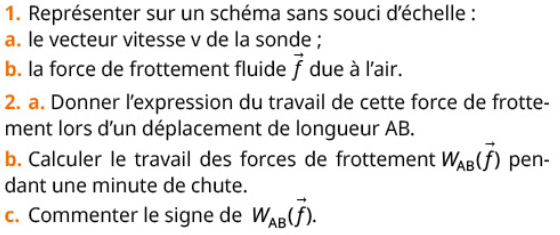 1. Représenter sur un schéma sans souci d'échelle :
a. le vecteur vitesse v de la sonde ;
b. la force de frottement fluide f⃗ due à l'air.
2. a. Donner l'expression du travail de cette force de frotte-
ment lors d'un déplacement de longueur AB.
b. Calculer le travail des forces de frottement W_AB(f⃗) pen-
dant une minute de chute.
c. Commenter le signe de W_AB(f⃗).